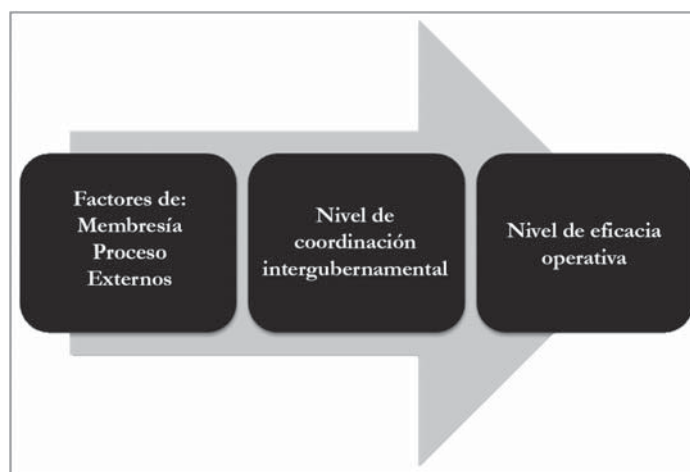 Factores de:
Membresía
Proceso
Externos
Nivel de
coordinación
intergubernamental
Nivel de eficacia
operativa